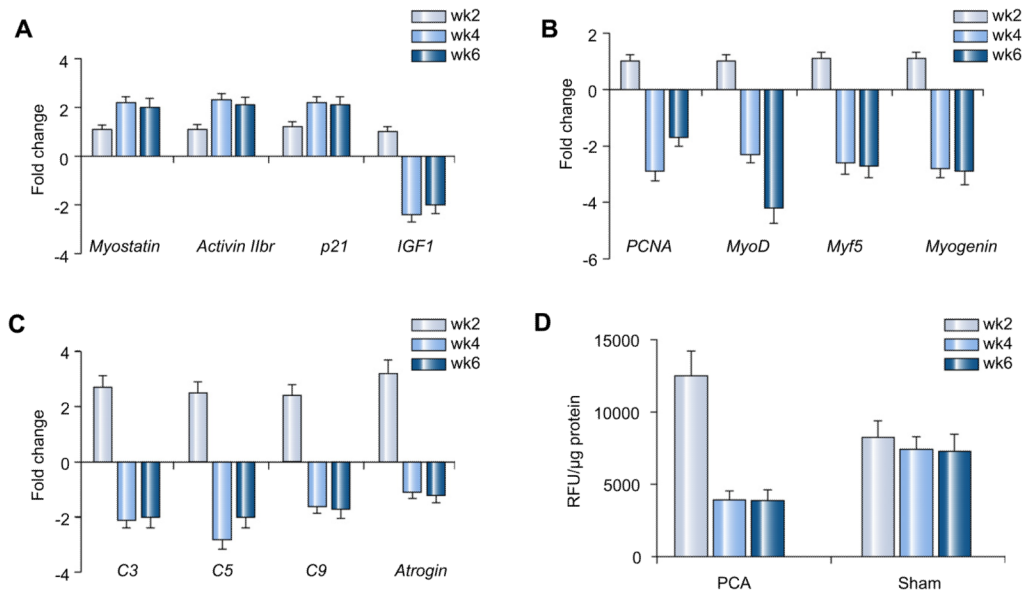 A
wk2
wk4
wk6
Fold change
4
2
0
-2
-4
Myostatin Activin IIbr p21 IGF1
B
wk2
wk4
wk6
Fold change
2
0
-2
-4
-6
PCNA MyoD Myf5 Myogenin
C
wk2
wk4
wk6
Fold change
4
2
0
-2
-4
C3 C5 C9 Atrogin
D
wk2
wk4
wk6
RFU/µg protein
15000
10000
5000
0
PCA Sham